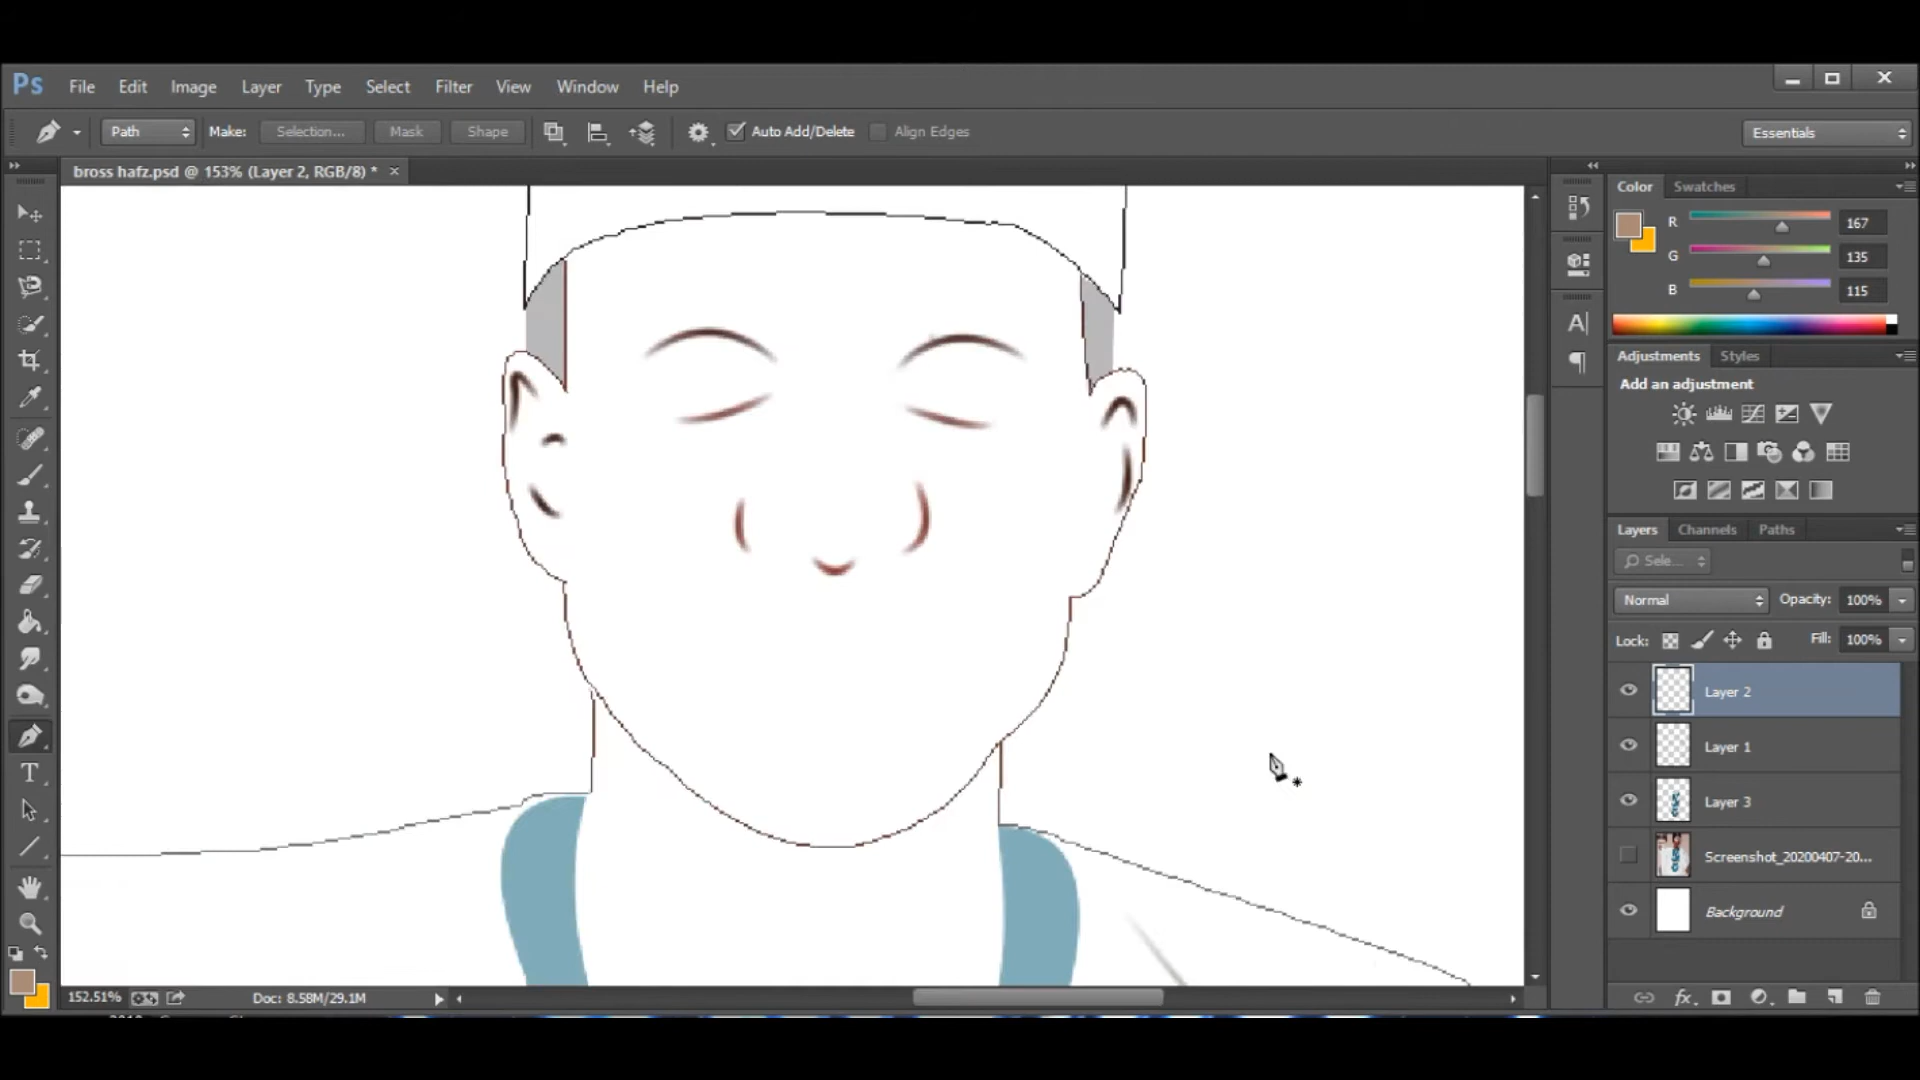 Ps File Edit Image Layer Type Select Filter View Window Help
Path Make: Selection... Mask Shape Auto Add/Delete Align Edges Essentials
bross hafz.psd @ 153% (Layer 2, RGB/8) *
Color Swatches
R 167
G 135
B 115
Adjustments Styles
Add an adjustment
Layers Channels Paths
Sele...
Normal Opacity: 100%
Lock: Fill: 100%
Layer 2
Layer 1
Layer 3
Screenshot_20200407-20...
Background
152.51% Doc: 8.58M/29.1M